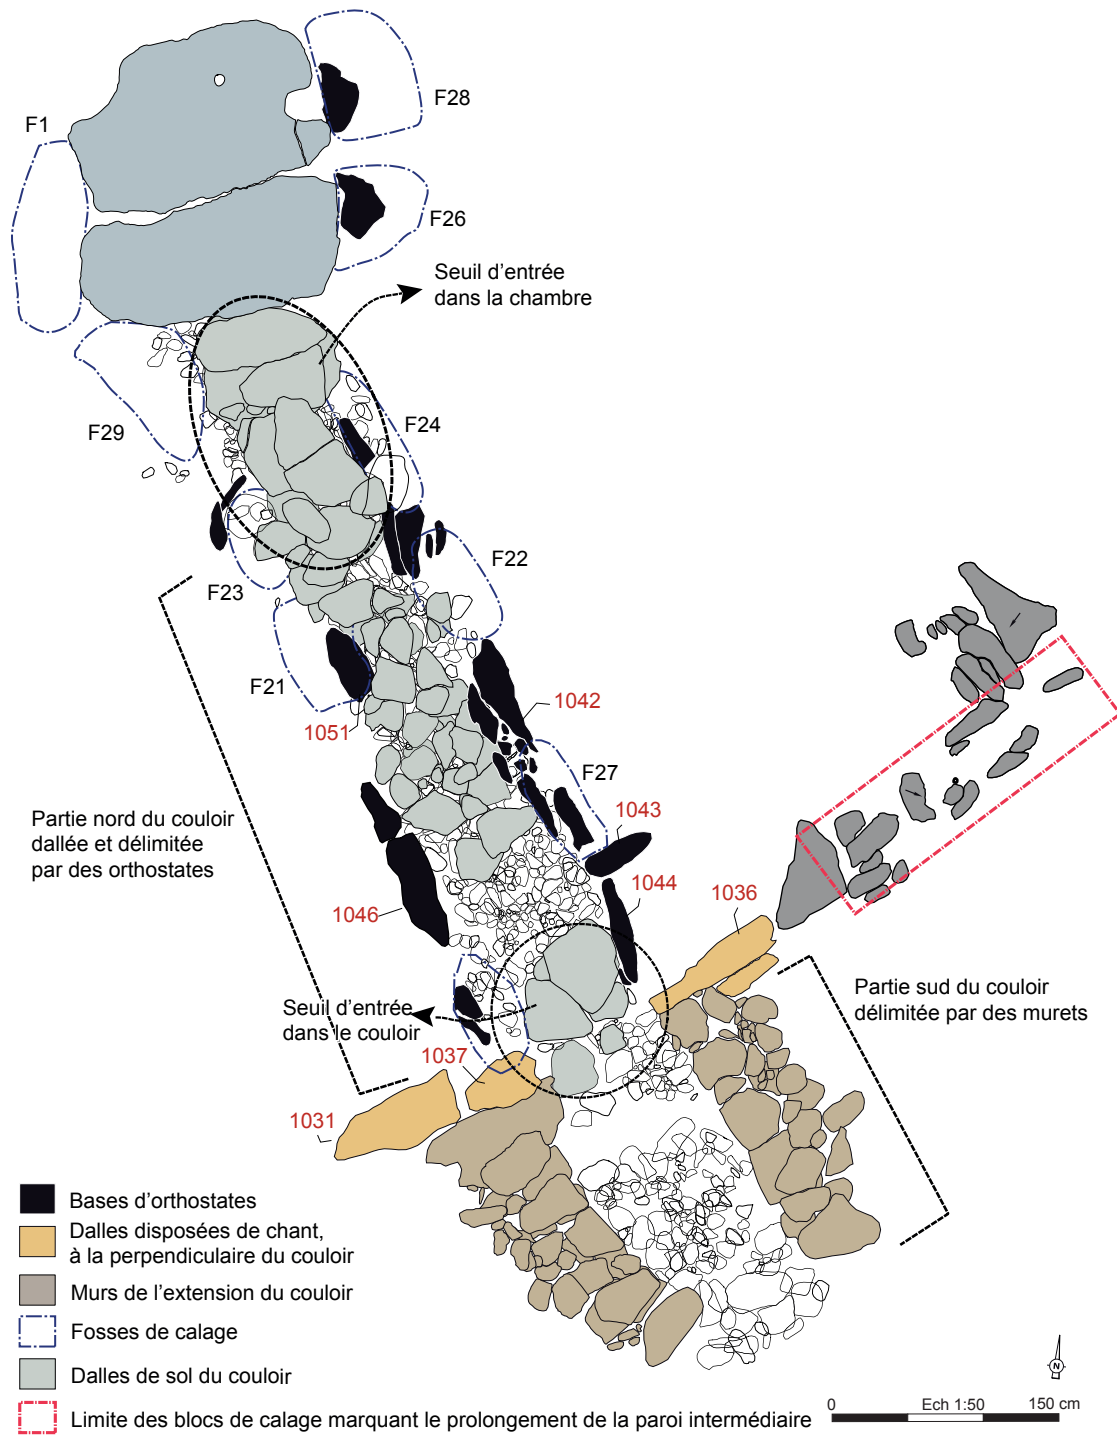 F28
F1
F26
Seuil d'entrée
dans la chambre
F24
F29
F22
F23
F21
1051
1042
F27
1043
Partie nord du couloir
dallée et délimitée
par des orthostates
1044
1036
1046
Partie sud du couloir
délimitée par des murets
Seuil d'entrée
dans le couloir
1037
1031
Bases d'orthostates
Dalles disposées de chant,
à la perpendiculaire du couloir
Murs de l'extension du couloir
Fosses de calage
Dalles de sol du couloir
Limite des blocs de calage marquant le prolongement de la paroi intermédiaire
N
0 Ech 1:50 150 cm